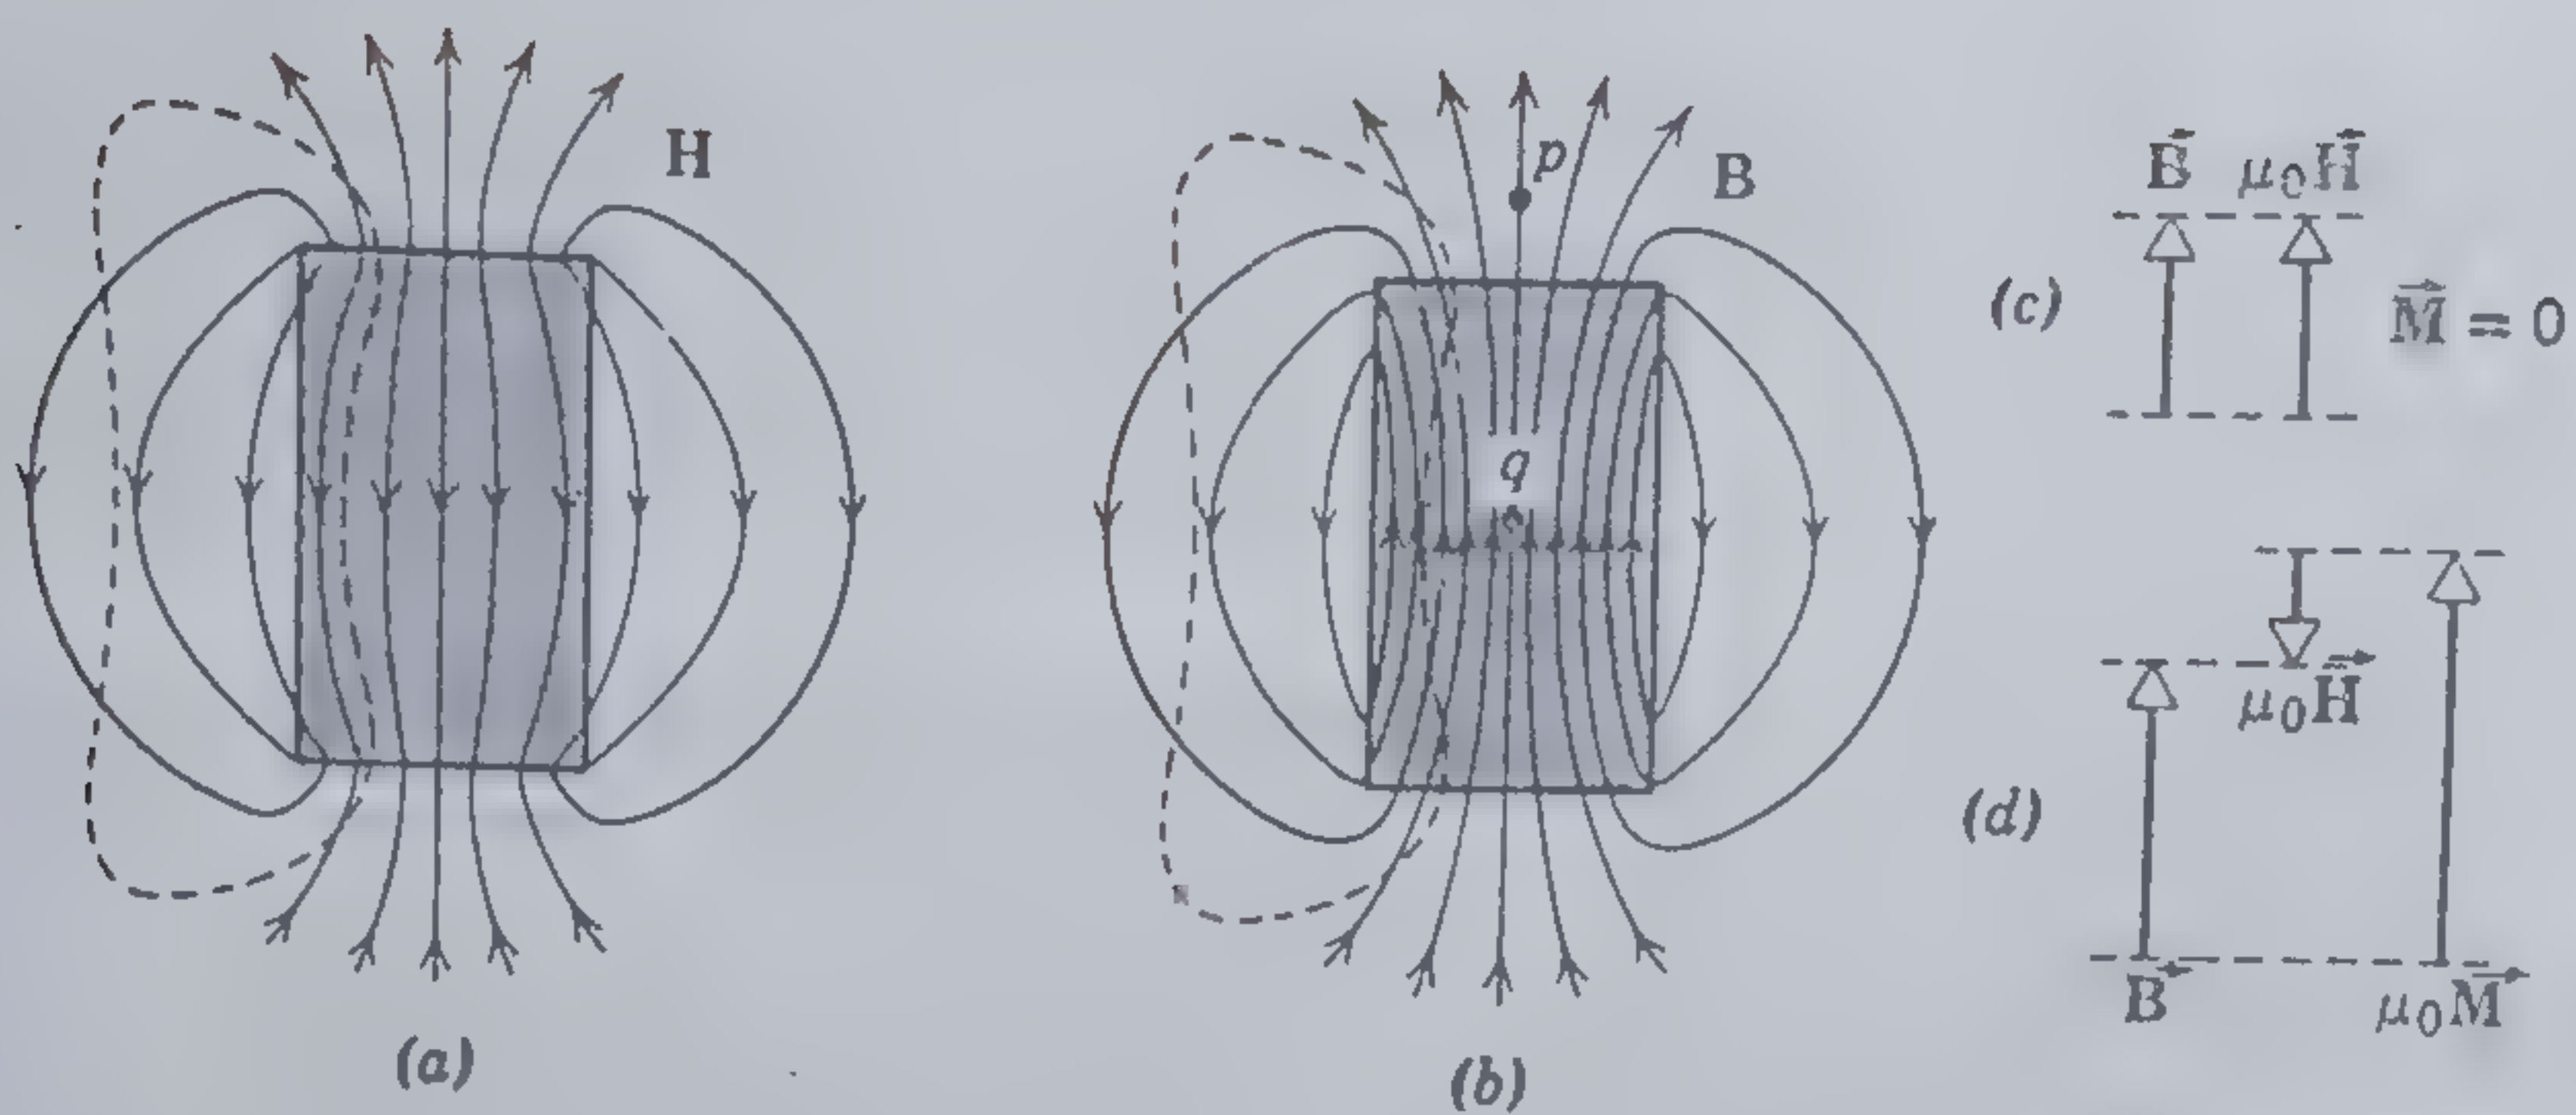 H
(a)
p
B
q
(b)
B⃗ μ₀H⃗
(c)
M⃗ = 0
μ₀H⃗
(d)
B⃗
μ₀M⃗